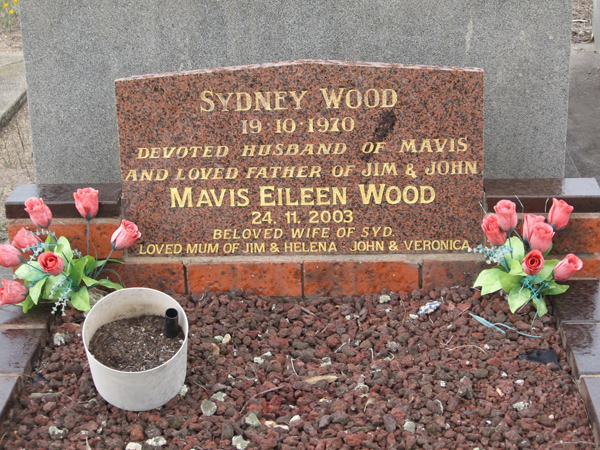 SYDNEY WOOD
19·10·1970
DEVOTED HUSBAND OF MAVIS
AND LOVED FATHER OF JIM & JOHN
MAVIS EILEEN WOOD
24. 11. 2003
BELOVED WIFE OF SYD.
LOVED MUM OF JIM & HELENA · JOHN & VERONICA